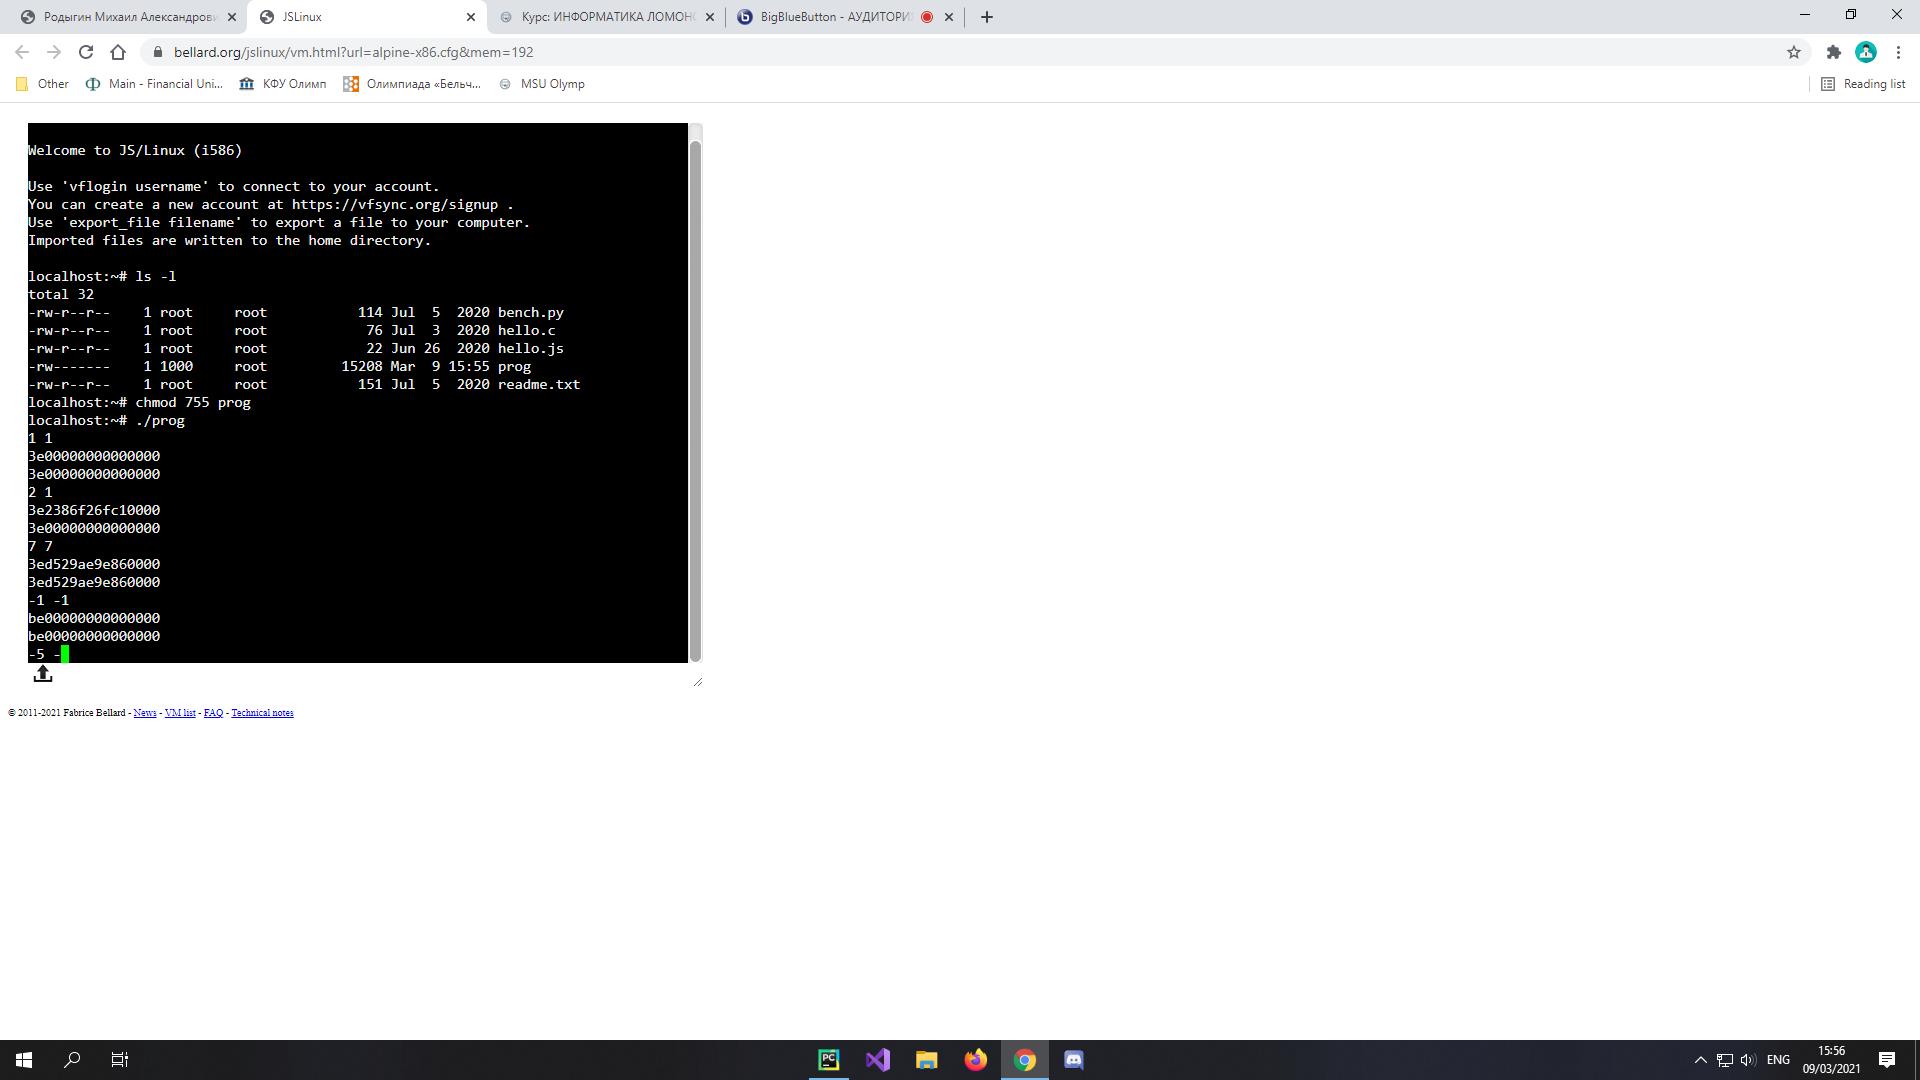 Родыгин Михаил Александрови
JSLinux
Курс: ИНФОРМАТИКА ЛОМОНО
BigBlueButton - АУДИТОРИ
bellard.org/jslinux/vm.html?url=alpine-x86.cfg&mem=192
Other
Main - Financial Uni...
КФУ Олимп
Олимпиада «Бельч...
MSU Olymp
Reading list
Welcome to JS/Linux (i586)
Use 'vflogin username' to connect to your account.
You can create a new account at https://vfsync.org/signup .
Use 'export_file filename' to export a file to your computer.
Imported files are written to the home directory.
localhost:~# ls -l
total 32
-rw-r--r--    1 root     root           114 Jul  5  2020 bench.py
-rw-r--r--    1 root     root            76 Jul  3  2020 hello.c
-rw-r--r--    1 root     root            22 Jun 26  2020 hello.js
-rw-------    1 1000     root         15208 Mar  9 15:55 prog
-rw-r--r--    1 root     root           151 Jul  5  2020 readme.txt
localhost:~# chmod 755 prog
localhost:~# ./prog
1 1
3e00000000000000
3e00000000000000
2 1
3e2386f26fc10000
3e00000000000000
7 7
3ed529ae9e860000
3ed529ae9e860000
-1 -1
be00000000000000
be00000000000000
-5 -
© 2011-2021 Fabrice Bellard - News - VM list - FAQ - Technical notes
PC
ENG
15:56
09/03/2021